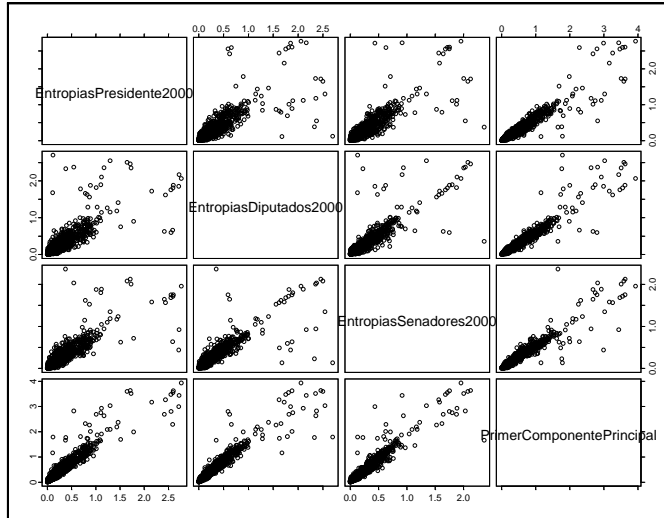 0.0 0.5 1.0 1.5 2.0 2.5
0 1 2 3 4
EntropiasPresidente2000
0.0 1.0 2.0
0.0 1.0 2.0
EntropiasDiputados2000
EntropiasSenadores2000
0.0 1.0 2.0
0 1 2 3 4
PrimerComponentePrincipal
0.0 0.5 1.0 1.5 2.0 2.5
0.0 0.5 1.0 1.5 2.0